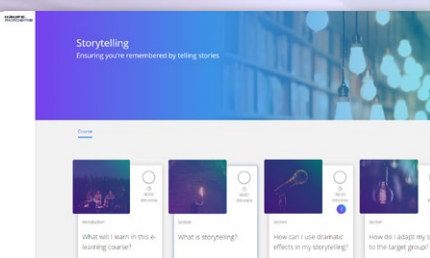 Storytelling
Ensuring you're remembered by telling stories
Course
Introduction
What will I learn in this e-
learning course?
Section
What is storytelling?
Section
How can I use dramatic
effects in my storytelling?
Section
How do I adapt my s
to the target group?